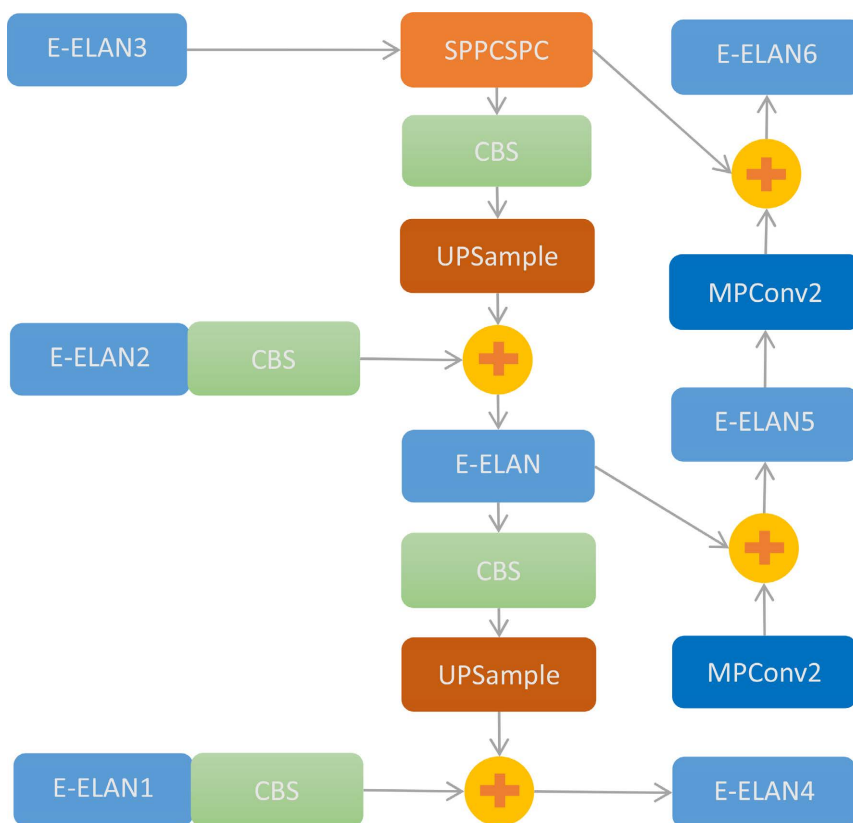 E-ELAN3
SPPCSPC
E-ELAN6
CBS
UPSample
MPConv2
E-ELAN2
CBS
E-ELAN5
E-ELAN
CBS
UPSample
MPConv2
E-ELAN1
CBS
E-ELAN4